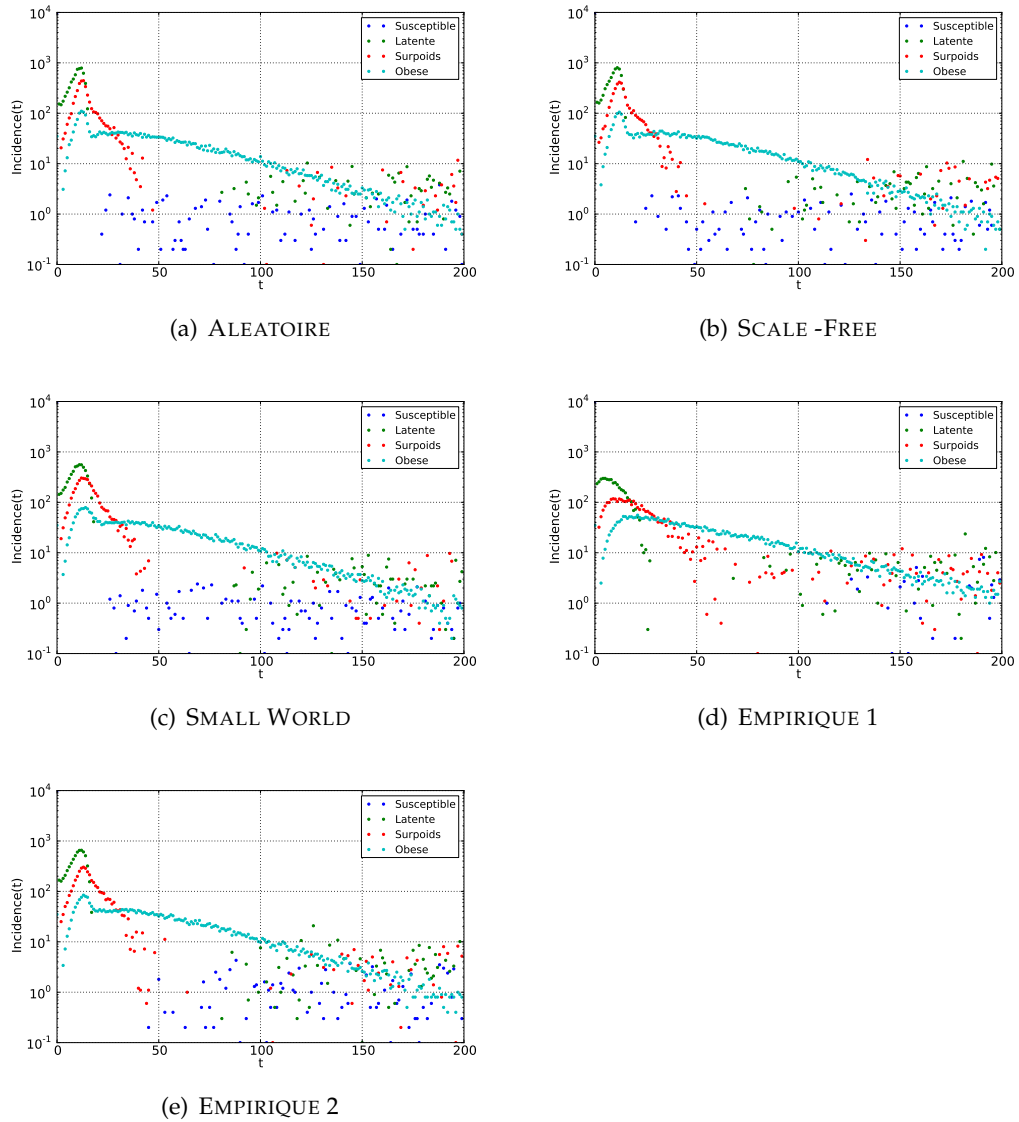 10^4
10^3
10^2
10^1
10^0
10^-1
Incidence(t)
0 50 100 150 200
t
Susceptible
Latente
Surpoids
Obese
(a) ALEATOIRE
10^4
10^3
10^2
10^1
10^0
10^-1
Incidence(t)
0 50 100 150 200
t
Susceptible
Latente
Surpoids
Obese
(b) SCALE -FREE
10^4
10^3
10^2
10^1
10^0
10^-1
Incidence(t)
0 50 100 150 200
t
Susceptible
Latente
Surpoids
Obese
(c) SMALL WORLD
10^4
10^3
10^2
10^1
10^0
10^-1
Incidence(t)
0 50 100 150 200
t
Susceptible
Latente
Surpoids
Obese
(d) EMPIRIQUE 1
10^4
10^3
10^2
10^1
10^0
10^-1
Incidence(t)
0 50 100 150 200
t
Susceptible
Latente
Surpoids
Obese
(e) EMPIRIQUE 2